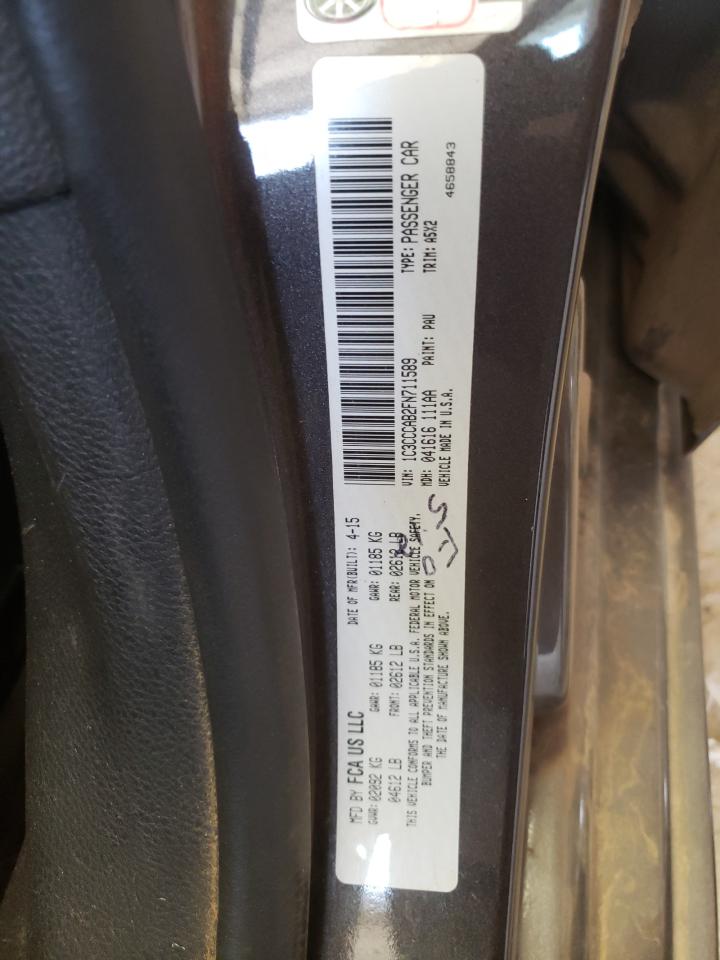 MFD BY FCA US LLC
DATE OF MFR(BUILT): 4-15
GVWR: 02092 KG
GAWR: 01185 KG
GAWR: 01185 KG
04612 LB
FRONT: 02612 LB
REAR: 02612 LB
THIS VEHICLE CONFORMS TO ALL APPLICABLE U.S.A. FEDERAL MOTOR VEHICLE SAFETY,
BUMPER AND THEFT PREVENTION STANDARDS IN EFFECT ON
THE DATE OF MANUFACTURE SHOWN ABOVE.
VIN: 1C3CCCAB2FN711589
TYPE: PASSENGER CAR
MDH: 041616 111AA
PAINT: PAU
TRIM: A5X2
VEHICLE MADE IN U.S.A.
4658843